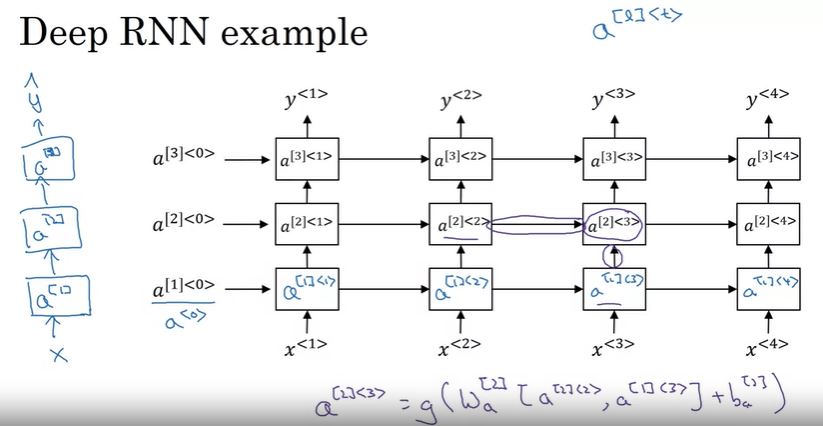 Deep RNN example
a^[l]<t>
ŷ
y^<1> y^<2> y^<3> y^<4>
a^[3] a^[3]<0> a^[3]<1> a^[3]<2> a^[3]<3> a^[3]<4>
a^[2] a^[2]<0> a^[2]<1> a^[2]<2> a^[2]<3> a^[2]<4>
a^[1] a^[1]<0> a^[1]<1> a^[1]<2> a^[1]<3> a^[1]<4>
a^[0]
x x^<1> x^<2> x^<3> x^<4>
a^[2]<3> = g(W_a^[2] [a^[2]<2>, a^[1]<3>] + b_a^[2])